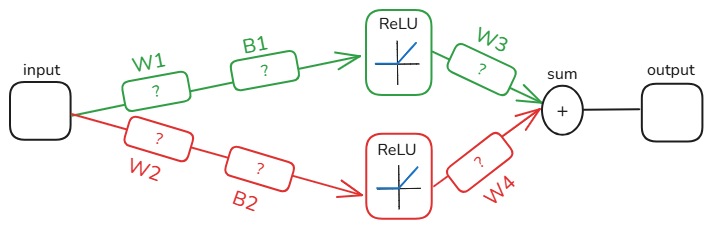 input
W1
?
B1
?
ReLU
W3
?
sum
+
output
?
W2
?
B2
ReLU
?
W4